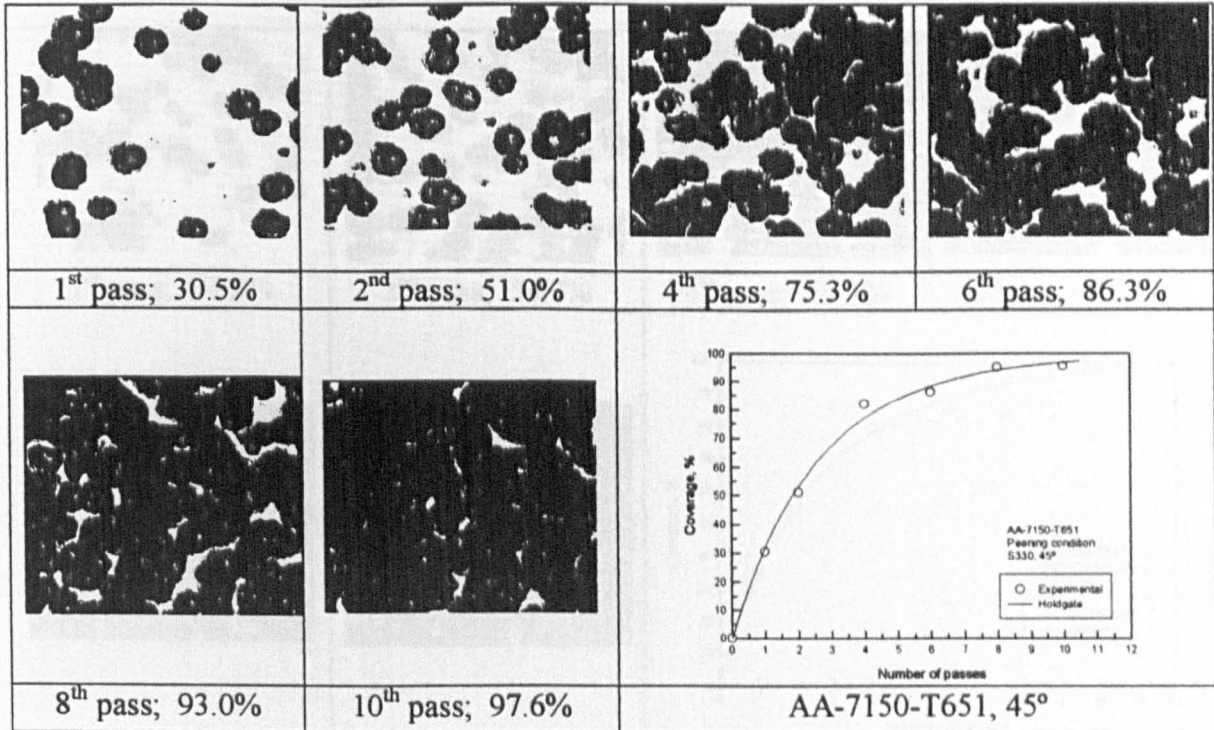 1st pass; 30.5%
2nd pass; 51.0%
4th pass; 75.3%
6th pass; 86.3%
100
90
80
70
60
50
40
30
20
10
0
Coverage, %
AA-7150-T651
Peening condition
S330, 45º
Experimental
Holdgate
0 1 2 3 4 5 6 7 8 9 10 11 12
Number of passes
8th pass; 93.0%
10th pass; 97.6%
AA-7150-T651, 45º